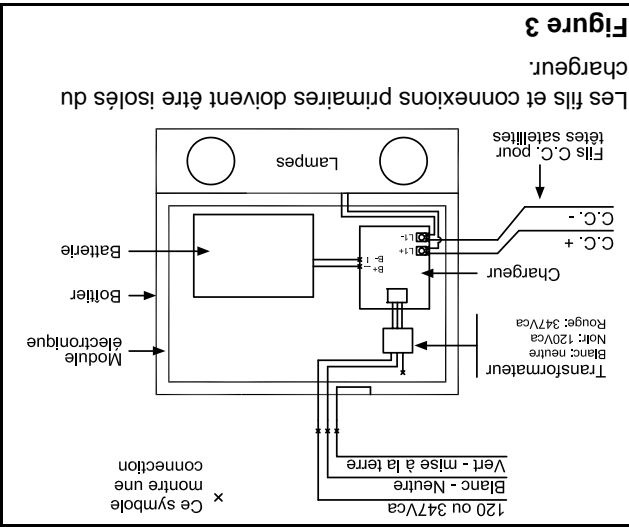 120 ou 347Vca
Blanc - Neutre
Vert - mise à la terre
× Ce symbole
montre une
connection
Transformateur
Blanc: neutre
Noir: 120Vca
Rouge: 347Vca
Module
électronique
Boîtier
Chargeur
B+
B-
Batterie
L1+
L1-
C.C. +
C.C. -
Fils C.C. pour
têtes satellites
Lampes
Les fils et connexions primaires doivent être isolés du
chargeur.
Figure 3